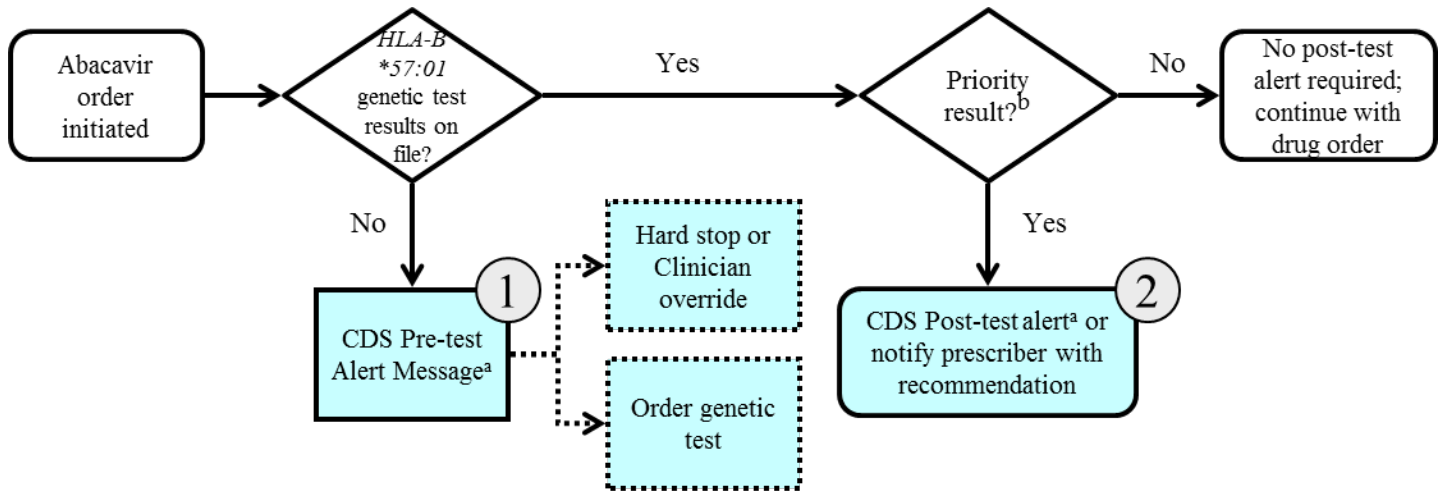 Abacavir
order
initiated
HLA-B
*57:01
genetic test
results on
file?
Yes
Priority
result?ᵇ
No
No post-test
alert required;
continue with
drug order
No
Yes
1
CDS Pre-test
Alert Messageᵃ
Hard stop or
Clinician
override
Order genetic
test
2
CDS Post-test alertᵃ or
notify prescriber with
recommendation